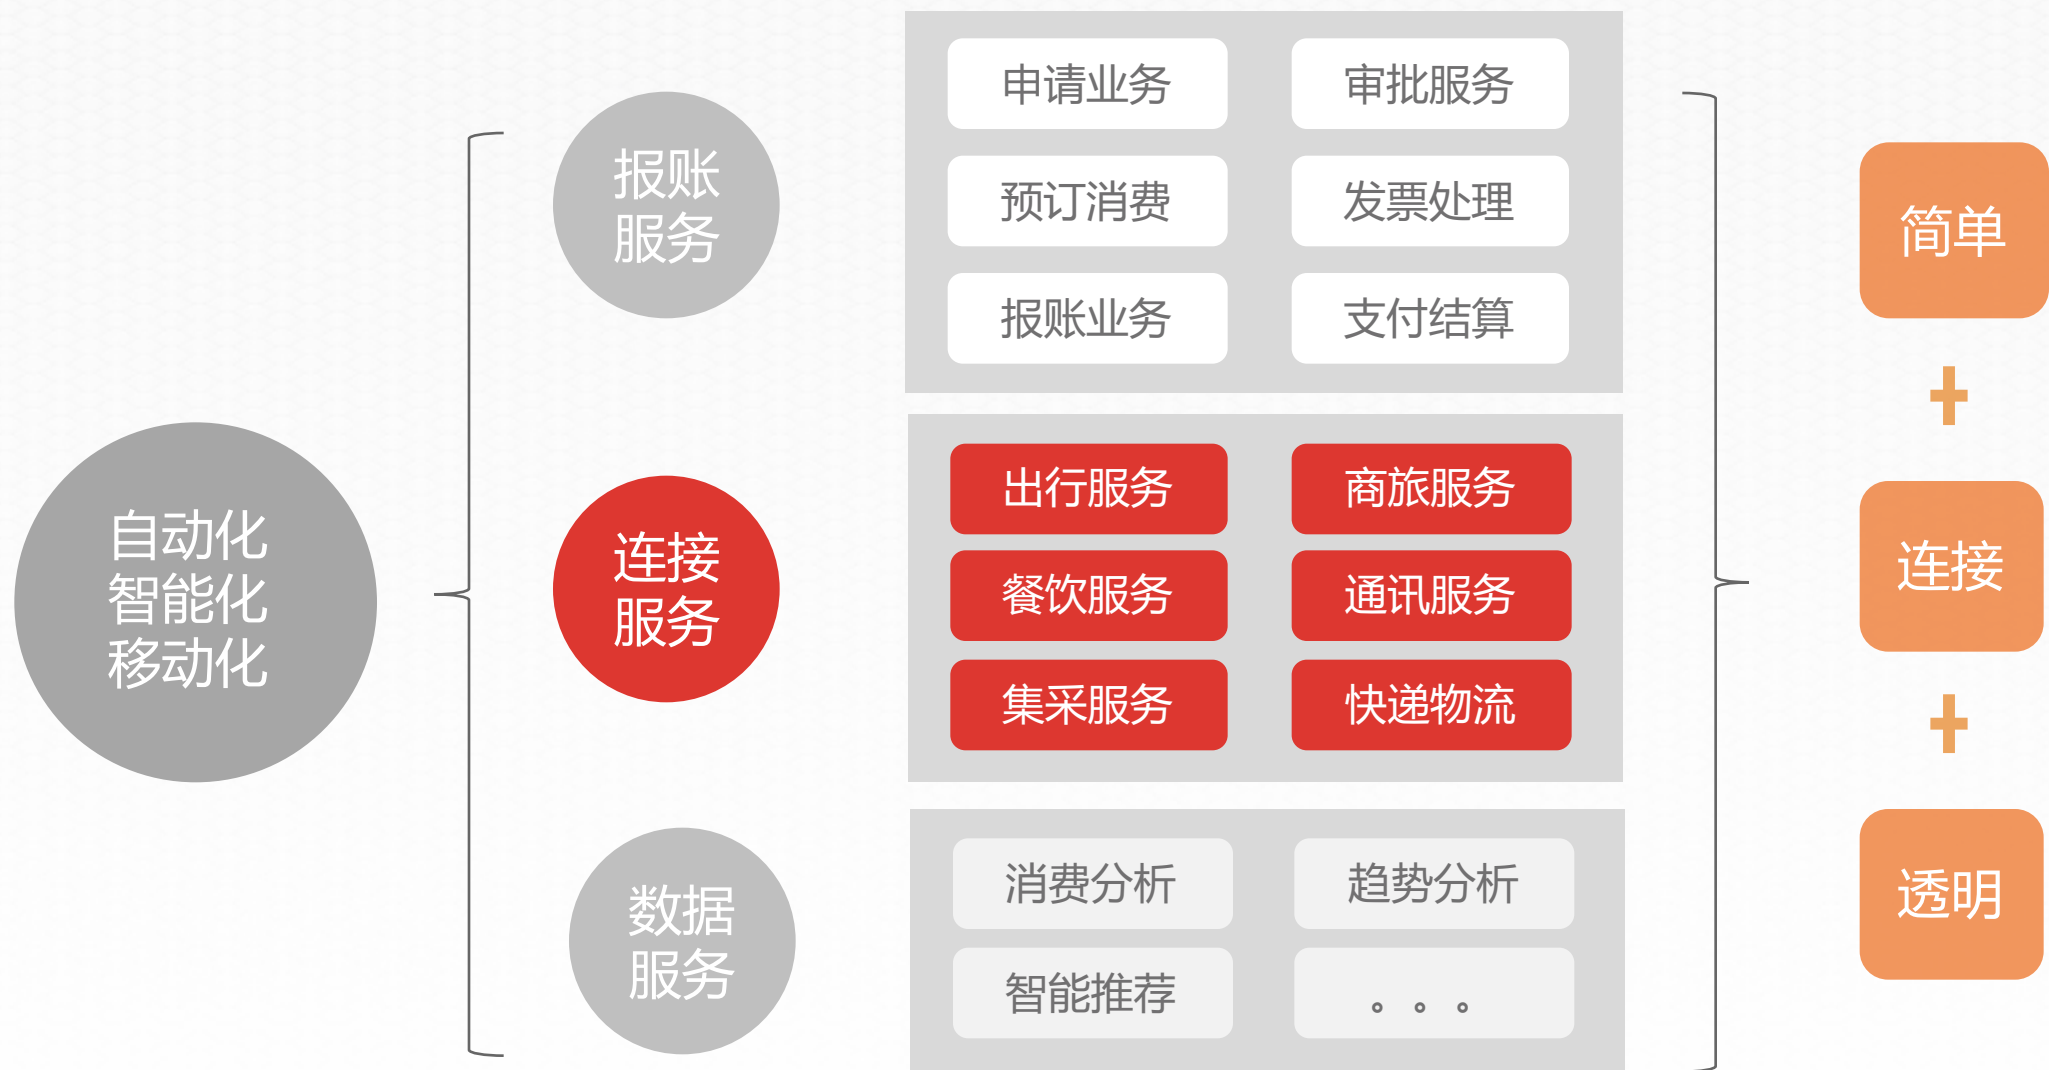 自动化
智能化
移动化
报账
服务
申请业务
审批服务
预订消费
发票处理
报账业务
支付结算
连接
服务
出行服务
商旅服务
餐饮服务
通讯服务
集采服务
快递物流
数据
服务
消费分析
趋势分析
智能推荐
。。。
简单
+
连接
+
透明